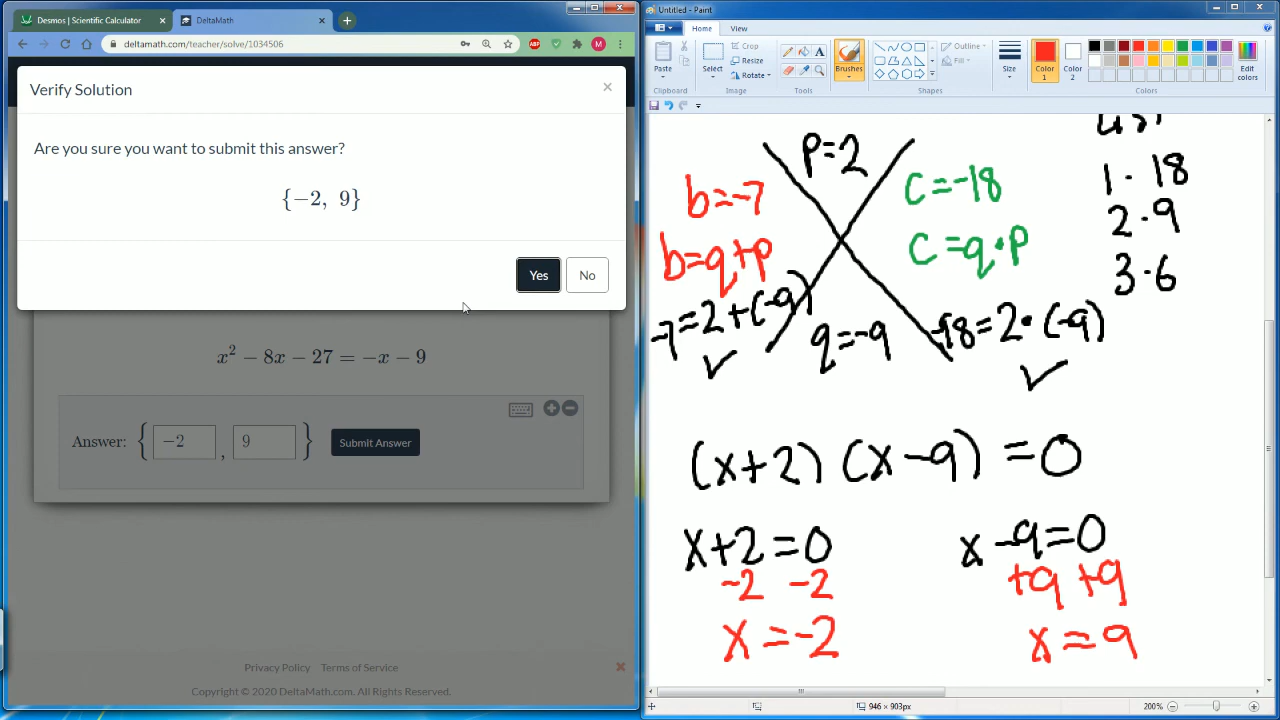 Desmos | Scientific Calculator
DeltaMath
deltamath.com/teacher/solve/1034506
ABP
M
Verify Solution
×
Are you sure you want to submit this answer?
{−2, 9}
Yes
No
x² − 8x − 27 = −x − 9
Answer: { −2 , 9 }
Submit Answer
Privacy Policy | Terms of Service
Copyright © 2020 DeltaMath.com. All Rights Reserved.
Untitled - Paint
Home
View
Paste
Select
Crop
Resize
Rotate
A
Brushes
Outline
Fill
Size
Color 1
Color 2
Edit colors
Clipboard
Image
Tools
Shapes
Colors
p=2
b=-7
b=q+p
-7=2+(-9)
✓
q=-9
c=-18
c=q·p
-18=2·(-9)
✓
1·18
2·9
3·6
(x+2)(x-9)=0
x+2=0
-2 -2
x=-2
x-9=0
+9 +9
x=9
946 × 903px
200%